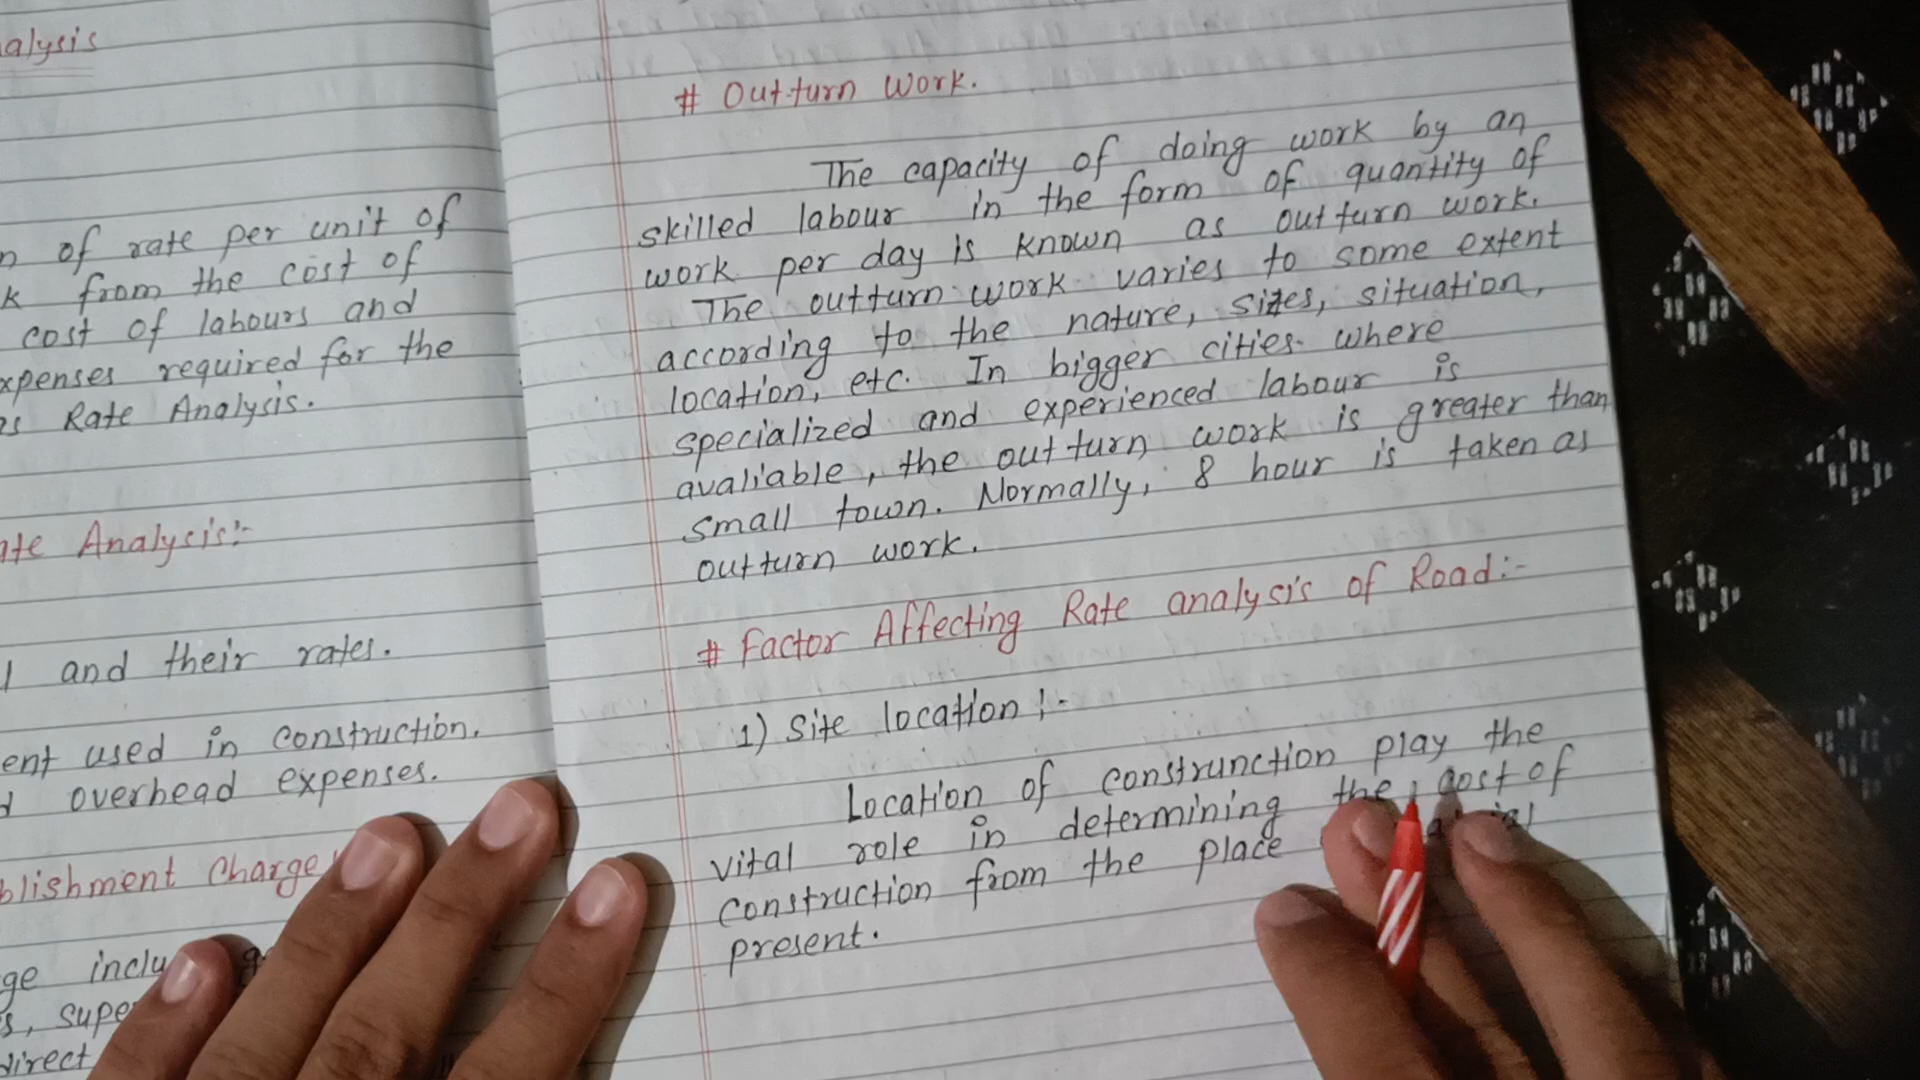 alysis
n of rate per unit of
k from the cost of
cost of labours and
xpenses required for the
as Rate Analysis.
ate Analysis:-
l and their rates.
ent used in construction.
d overhead expenses.
blishment Charge
ge inclu
s, supe
direct
# Out turn Work.
The capacity of doing work by an
skilled labour in the form of quantity of
work per day is known as out turn work.
The out turn work varies to some extent
according to the nature, sizes, situation,
location, etc. In bigger cities where
specialized and experienced labour is
avaliable, the out turn work is greater than
small town. Normally, 8 hour is taken as
out turn work.
# Factor Affecting Rate analysis of Road:-
1) Site location :-
Location of construnction play the
vital role in determining the cost of
construction from the place
present.